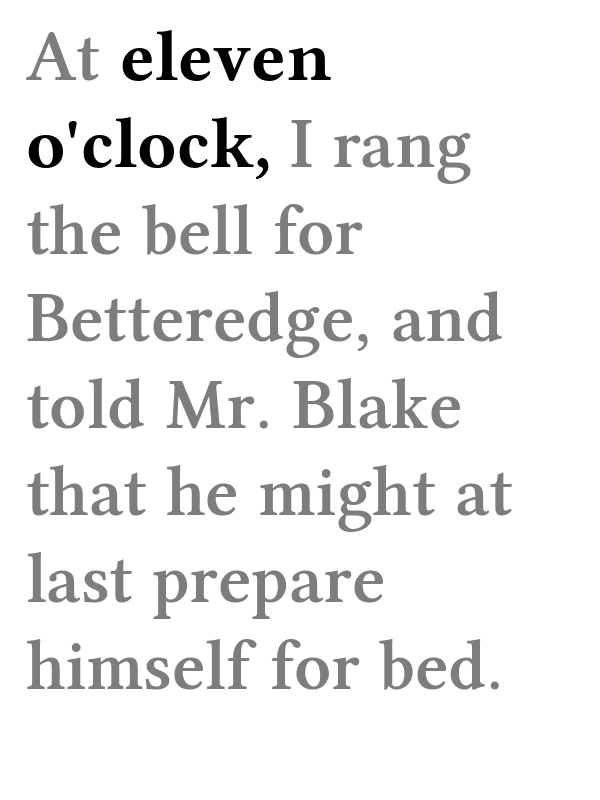 At eleven
o'clock, I rang
the bell for
Betteredge, and
told Mr. Blake
that he might at
last prepare
himself for bed.